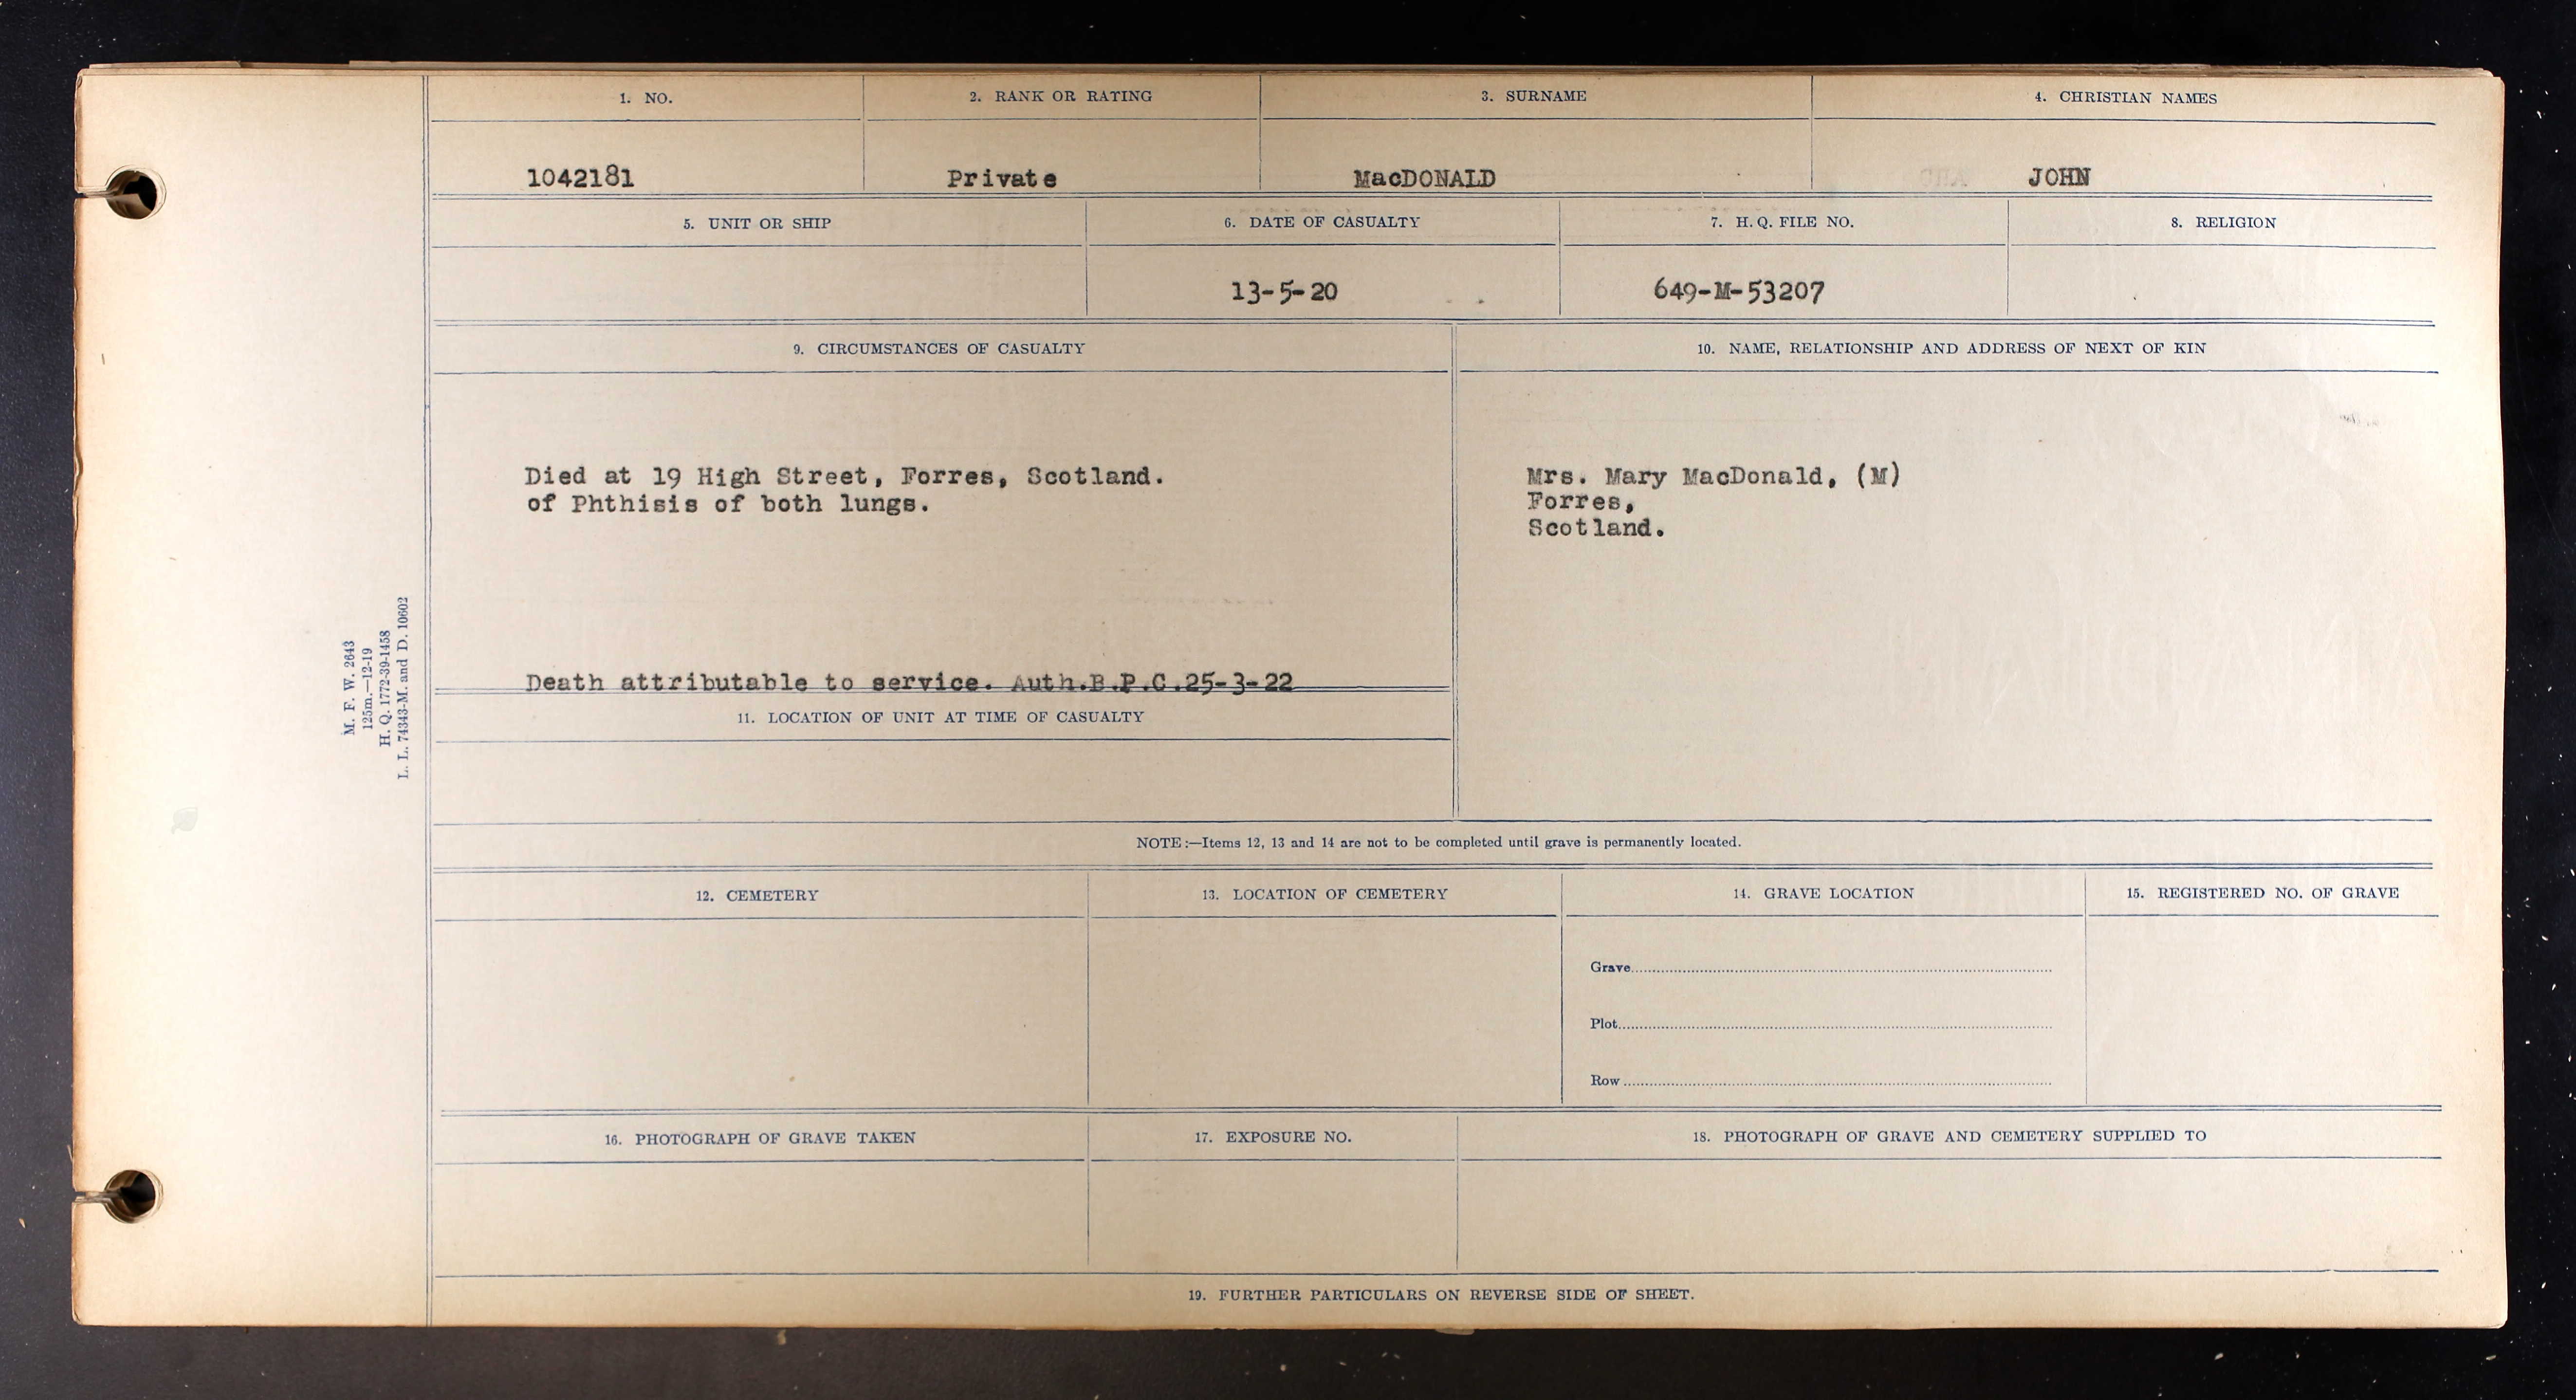 1. NO.
2. RANK OR RATING
3. SURNAME
4. CHRISTIAN NAMES
1042181
Private
MacDONALD
JOHN
5. UNIT OR SHIP
6. DATE OF CASUALTY
7. H. Q. FILE NO.
8. RELIGION
13-5-20
649-M-53207
9. CIRCUMSTANCES OF CASUALTY
10. NAME, RELATIONSHIP AND ADDRESS OF NEXT OF KIN
Died at 19 High Street, Forres, Scotland.
of Phthisis of both lungs.
Mrs. Mary MacDonald, (M)
Forres,
Scotland.
Death attributable to service. Auth.B.P.C.25-3-22
11. LOCATION OF UNIT AT TIME OF CASUALTY
M. F. W. 2643
125m.—12-19
H. Q. 1772-39-1458
L. L. 74343-M. and D. 10602
NOTE:—Items 12, 13 and 14 are not to be completed until grave is permanently located.
12. CEMETERY
13. LOCATION OF CEMETERY
14. GRAVE LOCATION
15. REGISTERED NO. OF GRAVE
Grave
Plot
Row
16. PHOTOGRAPH OF GRAVE TAKEN
17. EXPOSURE NO.
18. PHOTOGRAPH OF GRAVE AND CEMETERY SUPPLIED TO
19. FURTHER PARTICULARS ON REVERSE SIDE OF SHEET.